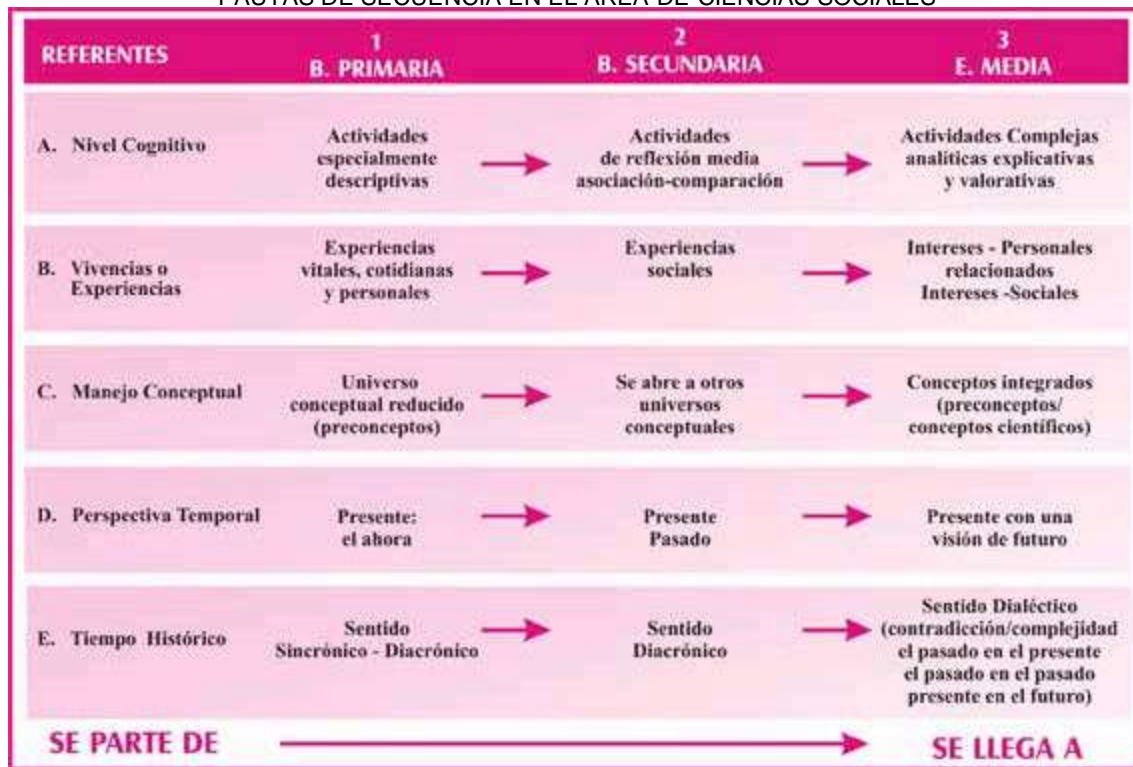 PAUTAS DE SECUENCIA EN EL ÁREA DE CIENCIAS SOCIALES
REFERENTES
1
B. PRIMARIA
2
B. SECUNDARIA
3
E. MEDIA
A. Nivel Cognitivo
Actividades
especialmente
descriptivas
Actividades
de reflexión media
asociación-comparación
Actividades Complejas
analíticas explicativas
y valorativas
B. Vivencias o
Experiencias
Experiencias
vitales, cotidianas
y personales
Experiencias
sociales
Intereses - Personales
relacionados
Intereses -Sociales
C. Manejo Conceptual
Universo
conceptual reducido
(preconceptos)
Se abre a otros
universos
conceptuales
Conceptos integrados
(preconceptos/
conceptos científicos)
D. Perspectiva Temporal
Presente:
el ahora
Presente
Pasado
Presente con una
visión de futuro
E. Tiempo Histórico
Sentido
Sincrónico - Diacrónico
Sentido
Diacrónico
Sentido Dialéctico
(contradicción/complejidad
el pasado en el presente
el pasado en el pasado
presente en el futuro)
SE PARTE DE
SE LLEGA A